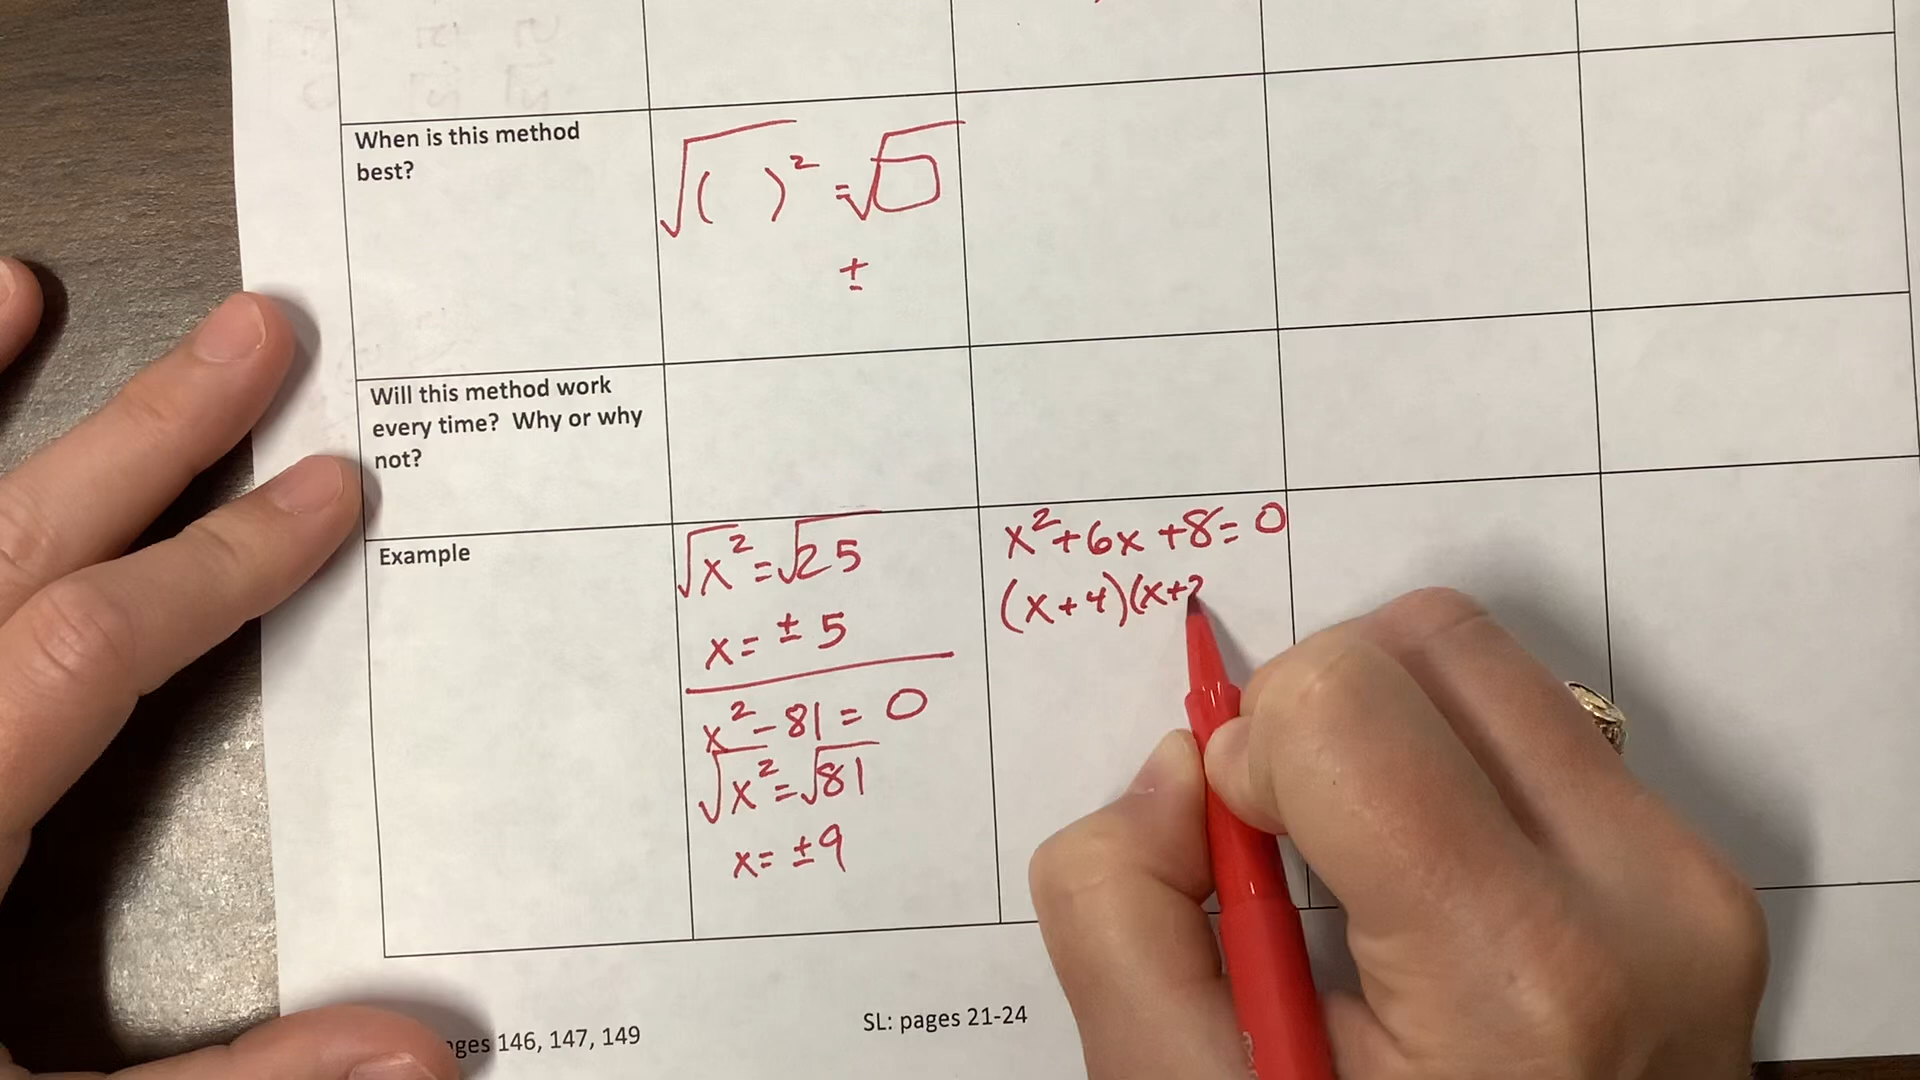 When is this method
best?
√( )² = √▢
±
Will this method work
every time? Why or why
not?
Example
√x² = √25
x = ± 5
x² - 81 = 0
√x² = √81
x = ±9
x² + 6x + 8 = 0
(x + 4)(x +
ges 146, 147, 149
SL: pages 21-24